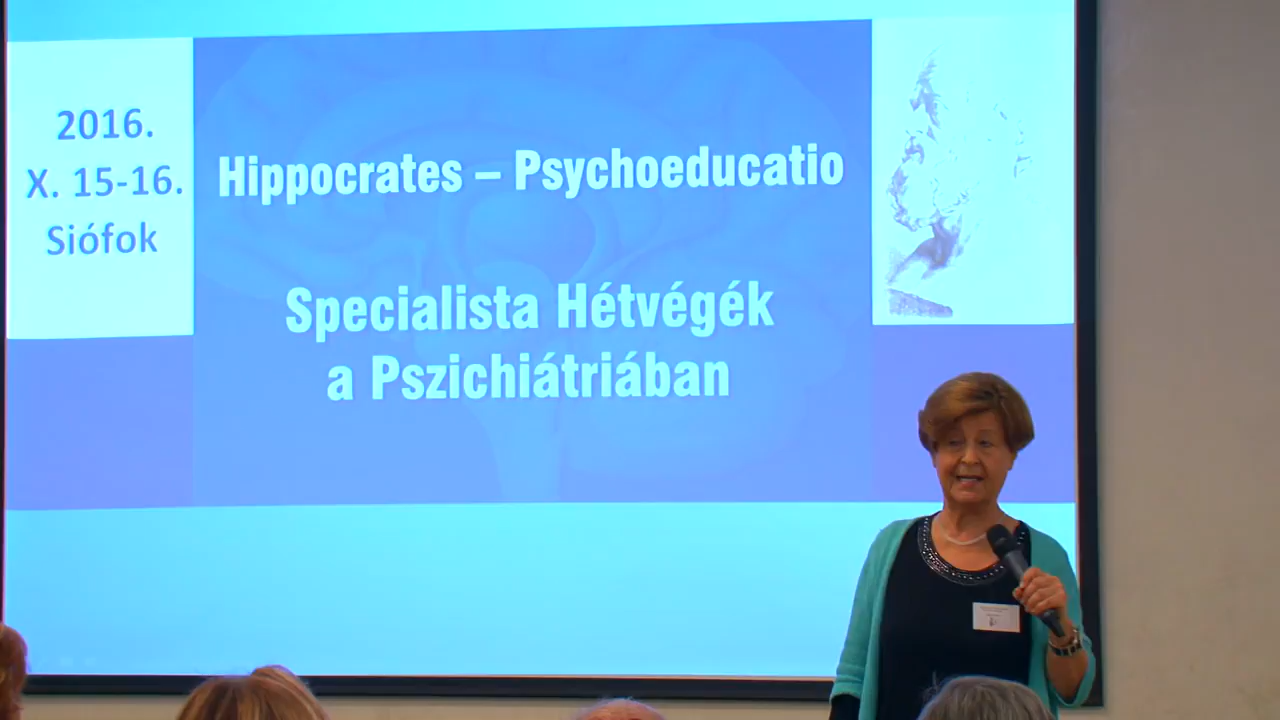 2016.
X. 15-16.
Siófok
Hippocrates – Psychoeducatio
Specialista Hétvégék
a Pszichiátriában